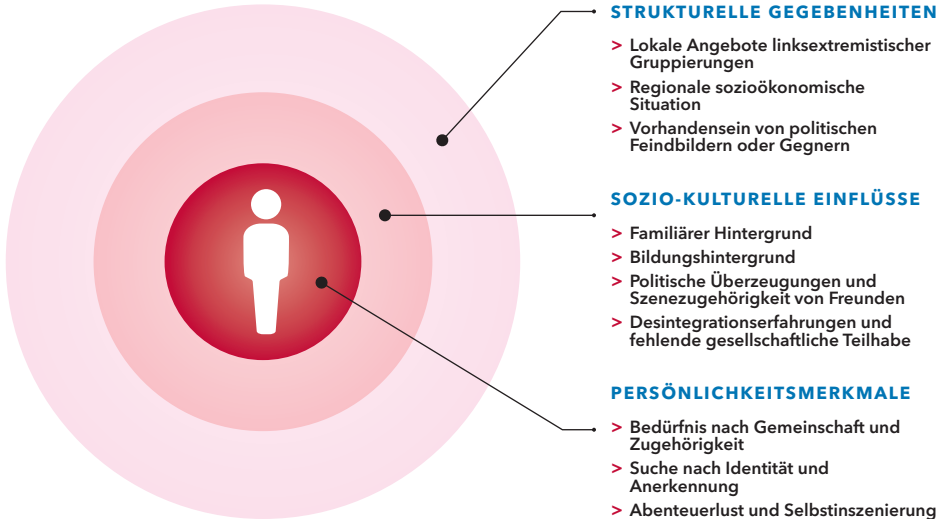 STRUKTURELLE GEGEBENHEITEN
> Lokale Angebote linksextremistischer
Gruppierungen
> Regionale sozioökonomische
Situation
> Vorhandensein von politischen
Feindbildern oder Gegnern
SOZIO-KULTURELLE EINFLÜSSE
> Familiärer Hintergrund
> Bildungshintergrund
> Politische Überzeugungen und
Szenezugehörigkeit von Freunden
> Desintegrationserfahrungen und
fehlende gesellschaftliche Teilhabe
PERSÖNLICHKEITSMERKMALE
> Bedürfnis nach Gemeinschaft und
Zugehörigkeit
> Suche nach Identität und
Anerkennung
> Abenteuerlust und Selbstinszenierung